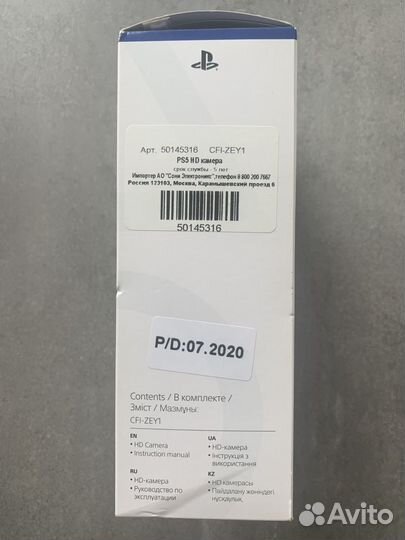 Арт. 50145316 CFI-ZEY1
PS5 HD камера
срок службы - 5 лет
Импортер АО "Сони Электроникс",телефон 8 800 200 7667
Россия 123103, Москва, Карамышевский проезд 6
50145316
P/D:07.2020
Contents / В комплекте /
Зміст / Мазмұны:
CFI-ZEY1
EN
• HD Camera
• Instruction manual
UA
• HD-камера
• Інструкція з
використання
RU
• HD-камера
• Руководство по
эксплуатации
KZ
• HD камерасы
• Пайдалану жөніндегі
нұсқаулық
Avito